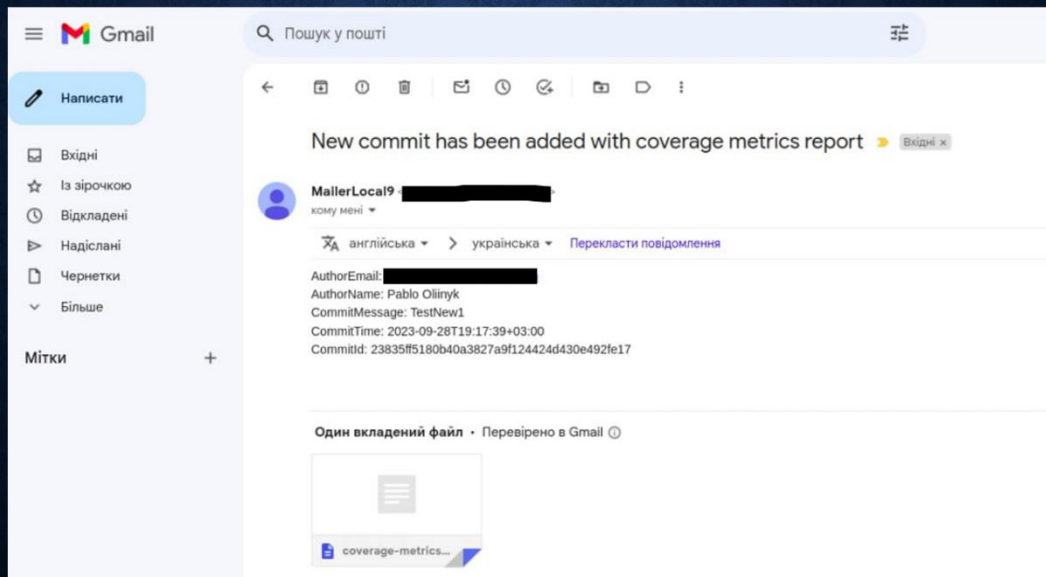 Gmail
Пошук у пошті
Написати
Вхідні
Із зірочкою
Відкладені
Надіслані
Чернетки
Більше
Мітки
New commit has been added with coverage metrics report Вхідні x
MailerLocal9
кому мені
англійська > українська Перекласти повідомлення
AuthorEmail:
AuthorName: Pablo Oliinyk
CommitMessage: TestNew1
CommitTime: 2023-09-28T19:17:39+03:00
CommitId: 23835ff5180b40a3827a9f124424d430e492fe17
Один вкладений файл • Перевірено в Gmail
coverage-metrics...